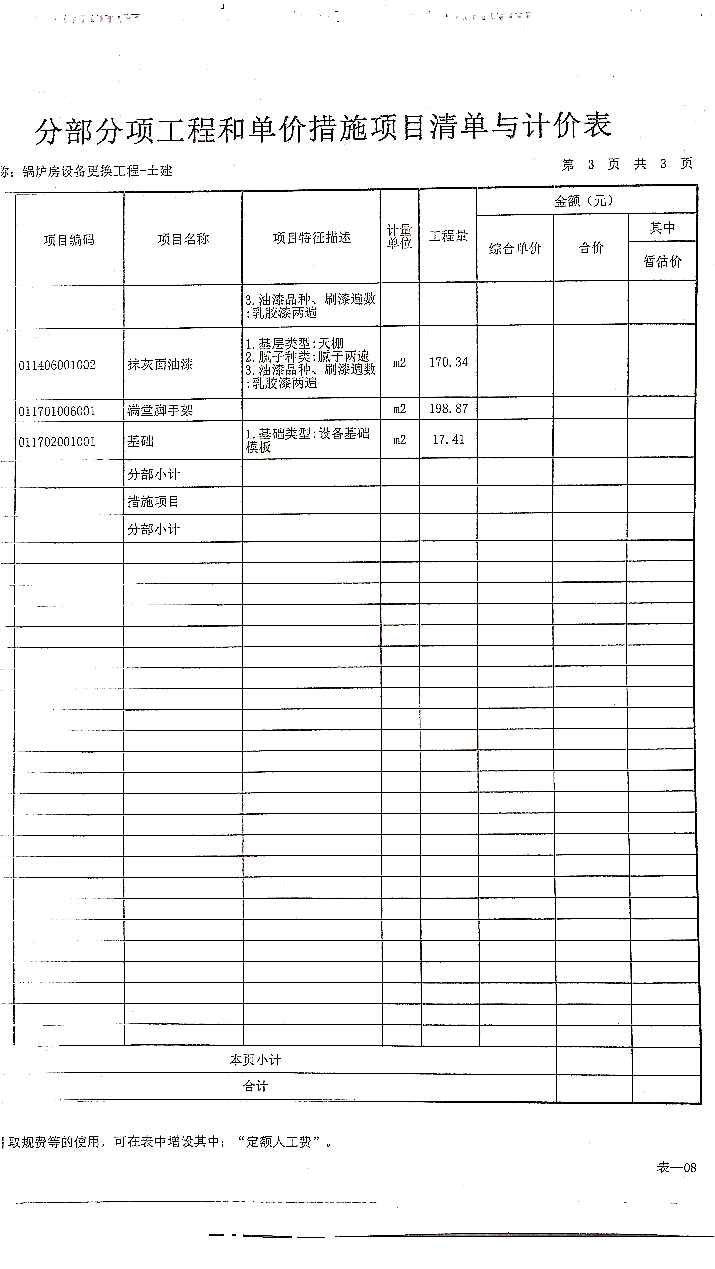 分部分项工程和单价措施项目清单与计价表
称：锅炉房设备更换工程-土建
第 3 页 共 3 页
项目编码
项目名称
项目特征描述
计量
单位
工程量
金额（元）
综合单价
合价
其中
暂估价
3.油漆品种、刷漆遍数
:乳胶漆两遍
011406001002
抹灰面油漆
1.基层类型:天棚
2.腻子种类:腻子两遍
3.油漆品种、刷漆遍数
:乳胶漆两遍
m2
170.34
011701006001
满堂脚手架
m2
198.87
011702001001
基础
1.基础类型:设备基础
模板
m2
17.41
分部小计
措施项目
分部小计
本页小计
合计
取规费等的使用，可在表中增设其中：“定额人工费”。
表—08